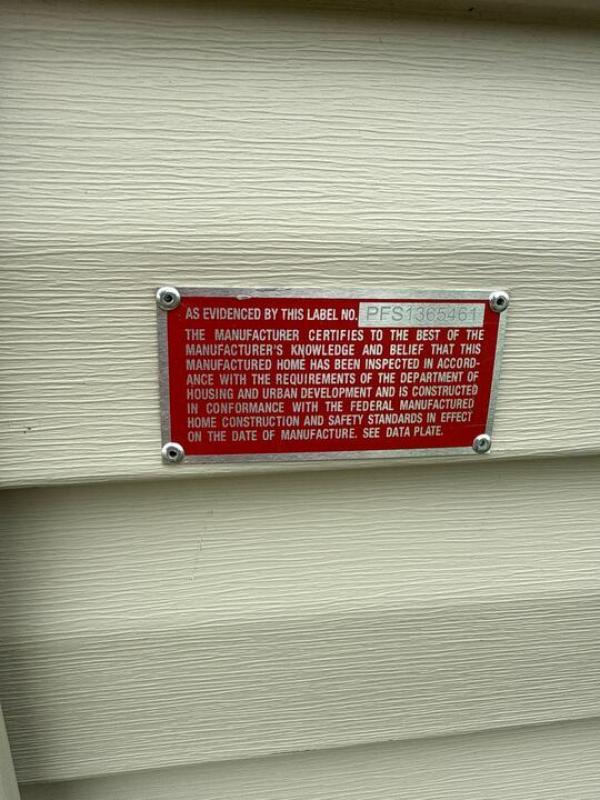 AS EVIDENCED BY THIS LABEL NO. PFS1365461
THE MANUFACTURER CERTIFIES TO THE BEST OF THE
MANUFACTURER'S KNOWLEDGE AND BELIEF THAT THIS
MANUFACTURED HOME HAS BEEN INSPECTED IN ACCORD-
ANCE WITH THE REQUIREMENTS OF THE DEPARTMENT OF
HOUSING AND URBAN DEVELOPMENT AND IS CONSTRUCTED
IN CONFORMANCE WITH THE FEDERAL MANUFACTURED
HOME CONSTRUCTION AND SAFETY STANDARDS IN EFFECT
ON THE DATE OF MANUFACTURE. SEE DATA PLATE.